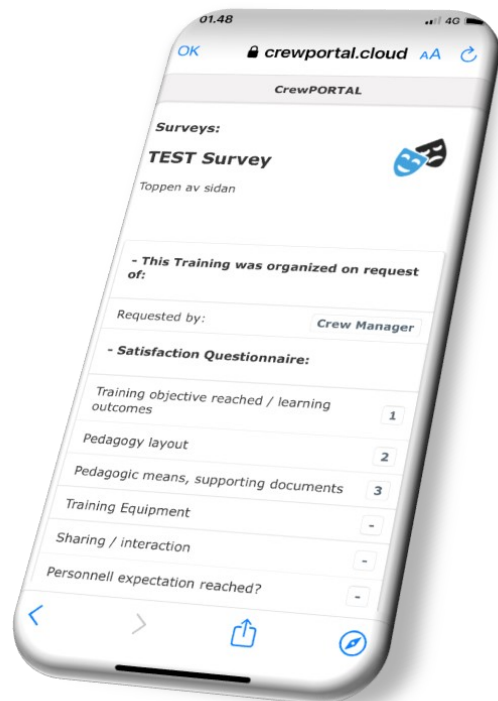 01.48
4G
OK
crewportal.cloud AA
CrewPORTAL
Surveys:
TEST Survey
Toppen av sidan
- This Training was organized on request
of:
Requested by: Crew Manager
- Satisfaction Questionnaire:
Training objective reached / learning
outcomes 1
Pedagogy layout 2
Pedagogic means, supporting documents 3
Training Equipment -
Sharing / interaction -
Personnell expectation reached? -